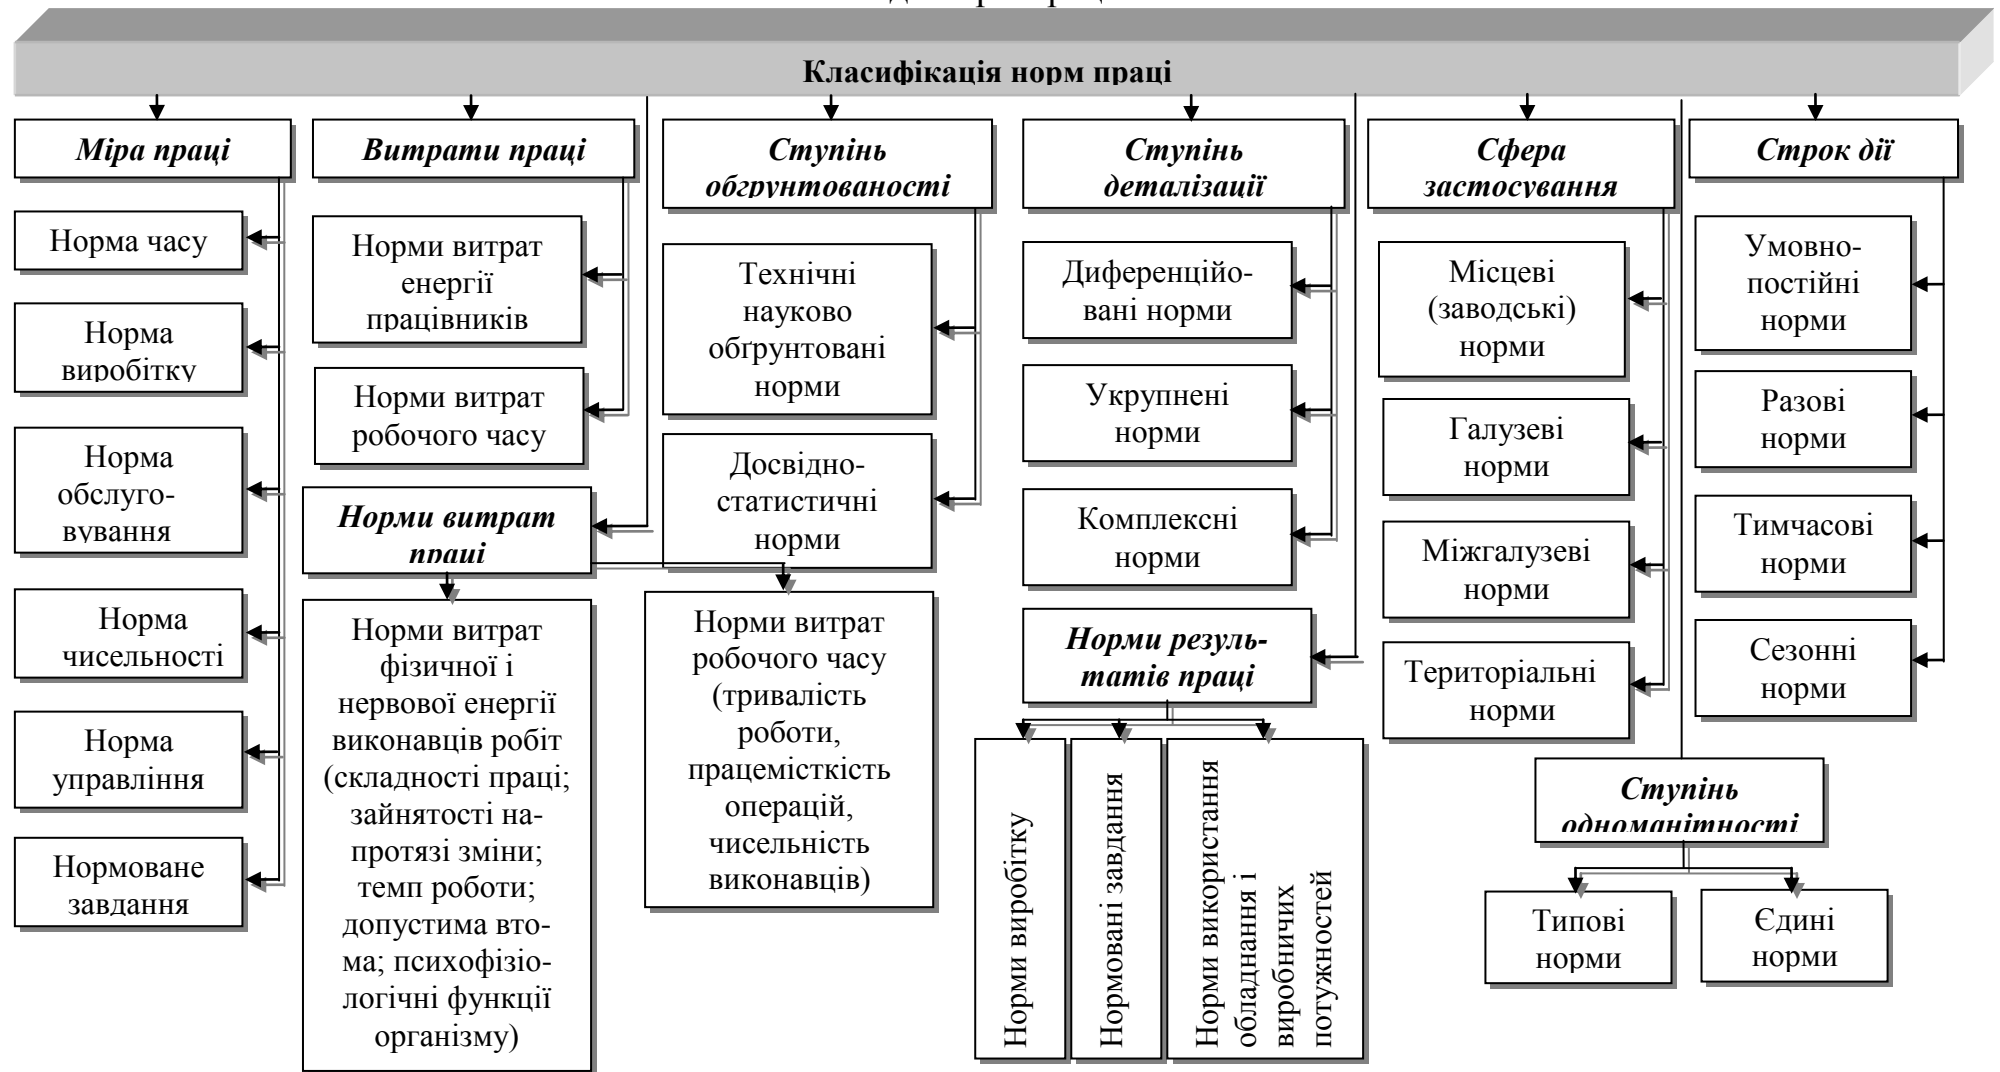 Класифікація норм праці
Міра праці
Норма часу
Норма
виробітку
Норма
обслуго-
вування
Норма
чисельності
Норма
управління
Нормоване
завдання
Витрати праці
Норми витрат
енергії
працівників
Норми витрат
робочого часу
Норми витрат
праці
Норми витрат
фізичної і
нервової енергії
виконавців робіт
(складності праці;
зайнятості на-
протязі зміни;
темп роботи;
допустима вто-
ма; психофізіо-
логічні функції
організму)
Норми витрат
робочого часу
(тривалість
роботи,
працемісткість
операцій,
чисельність
виконавців)
Ступінь
обгрунтованості
Технічні
науково
обґрунтовані
норми
Досвідно-
статистичні
норми
Ступінь
деталізації
Диференційо-
вані норми
Укрупнені
норми
Комплексні
норми
Норми резуль-
татів праці
Норми виробітку
Нормовані завдання
Норми використання
обладнання і
виробничих
потужностей
Сфера
застосування
Місцеві
(заводські)
норми
Галузеві
норми
Міжгалузеві
норми
Територіальні
норми
Ступінь
одноманітності
Типові
норми
Єдині
норми
Строк дії
Умовно-
постійні
норми
Разові
норми
Тимчасові
норми
Сезонні
норми